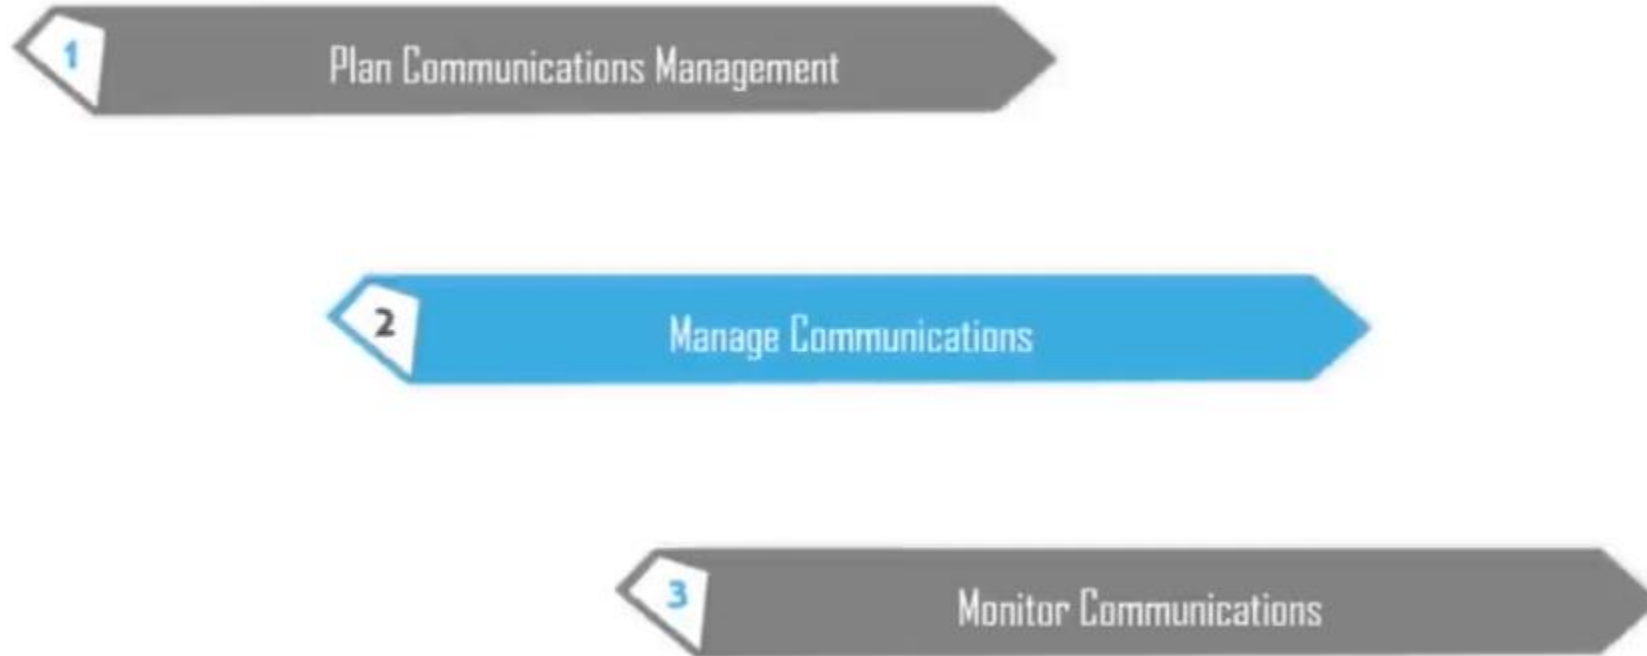 1
Plan Communications Management
2
Manage Communications
3
Monitor Communications